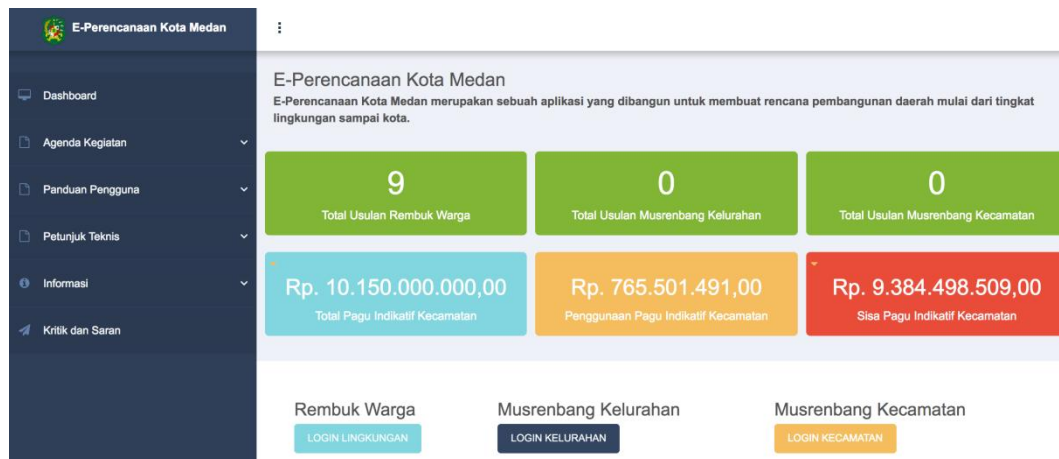 E-Perencanaan Kota Medan
Dashboard
Agenda Kegiatan
Panduan Pengguna
Petunjuk Teknis
Informasi
Kritik dan Saran
E-Perencanaan Kota Medan
E-Perencanaan Kota Medan merupakan sebuah aplikasi yang dibangun untuk membuat rencana pembangunan daerah mulai dari tingkat
lingkungan sampai kota.
9
Total Usulan Rembuk Warga
0
Total Usulan Musrenbang Kelurahan
0
Total Usulan Musrenbang Kecamatan
Rp. 10.150.000.000,00
Total Pagu Indikatif Kecamatan
Rp. 765.501.491,00
Penggunaan Pagu Indikatif Kecamatan
Rp. 9.384.498.509,00
Sisa Pagu Indikatif Kecamatan
Rembuk Warga
LOGIN LINGKUNGAN
Musrenbang Kelurahan
LOGIN KELURAHAN
Musrenbang Kecamatan
LOGIN KECAMATAN